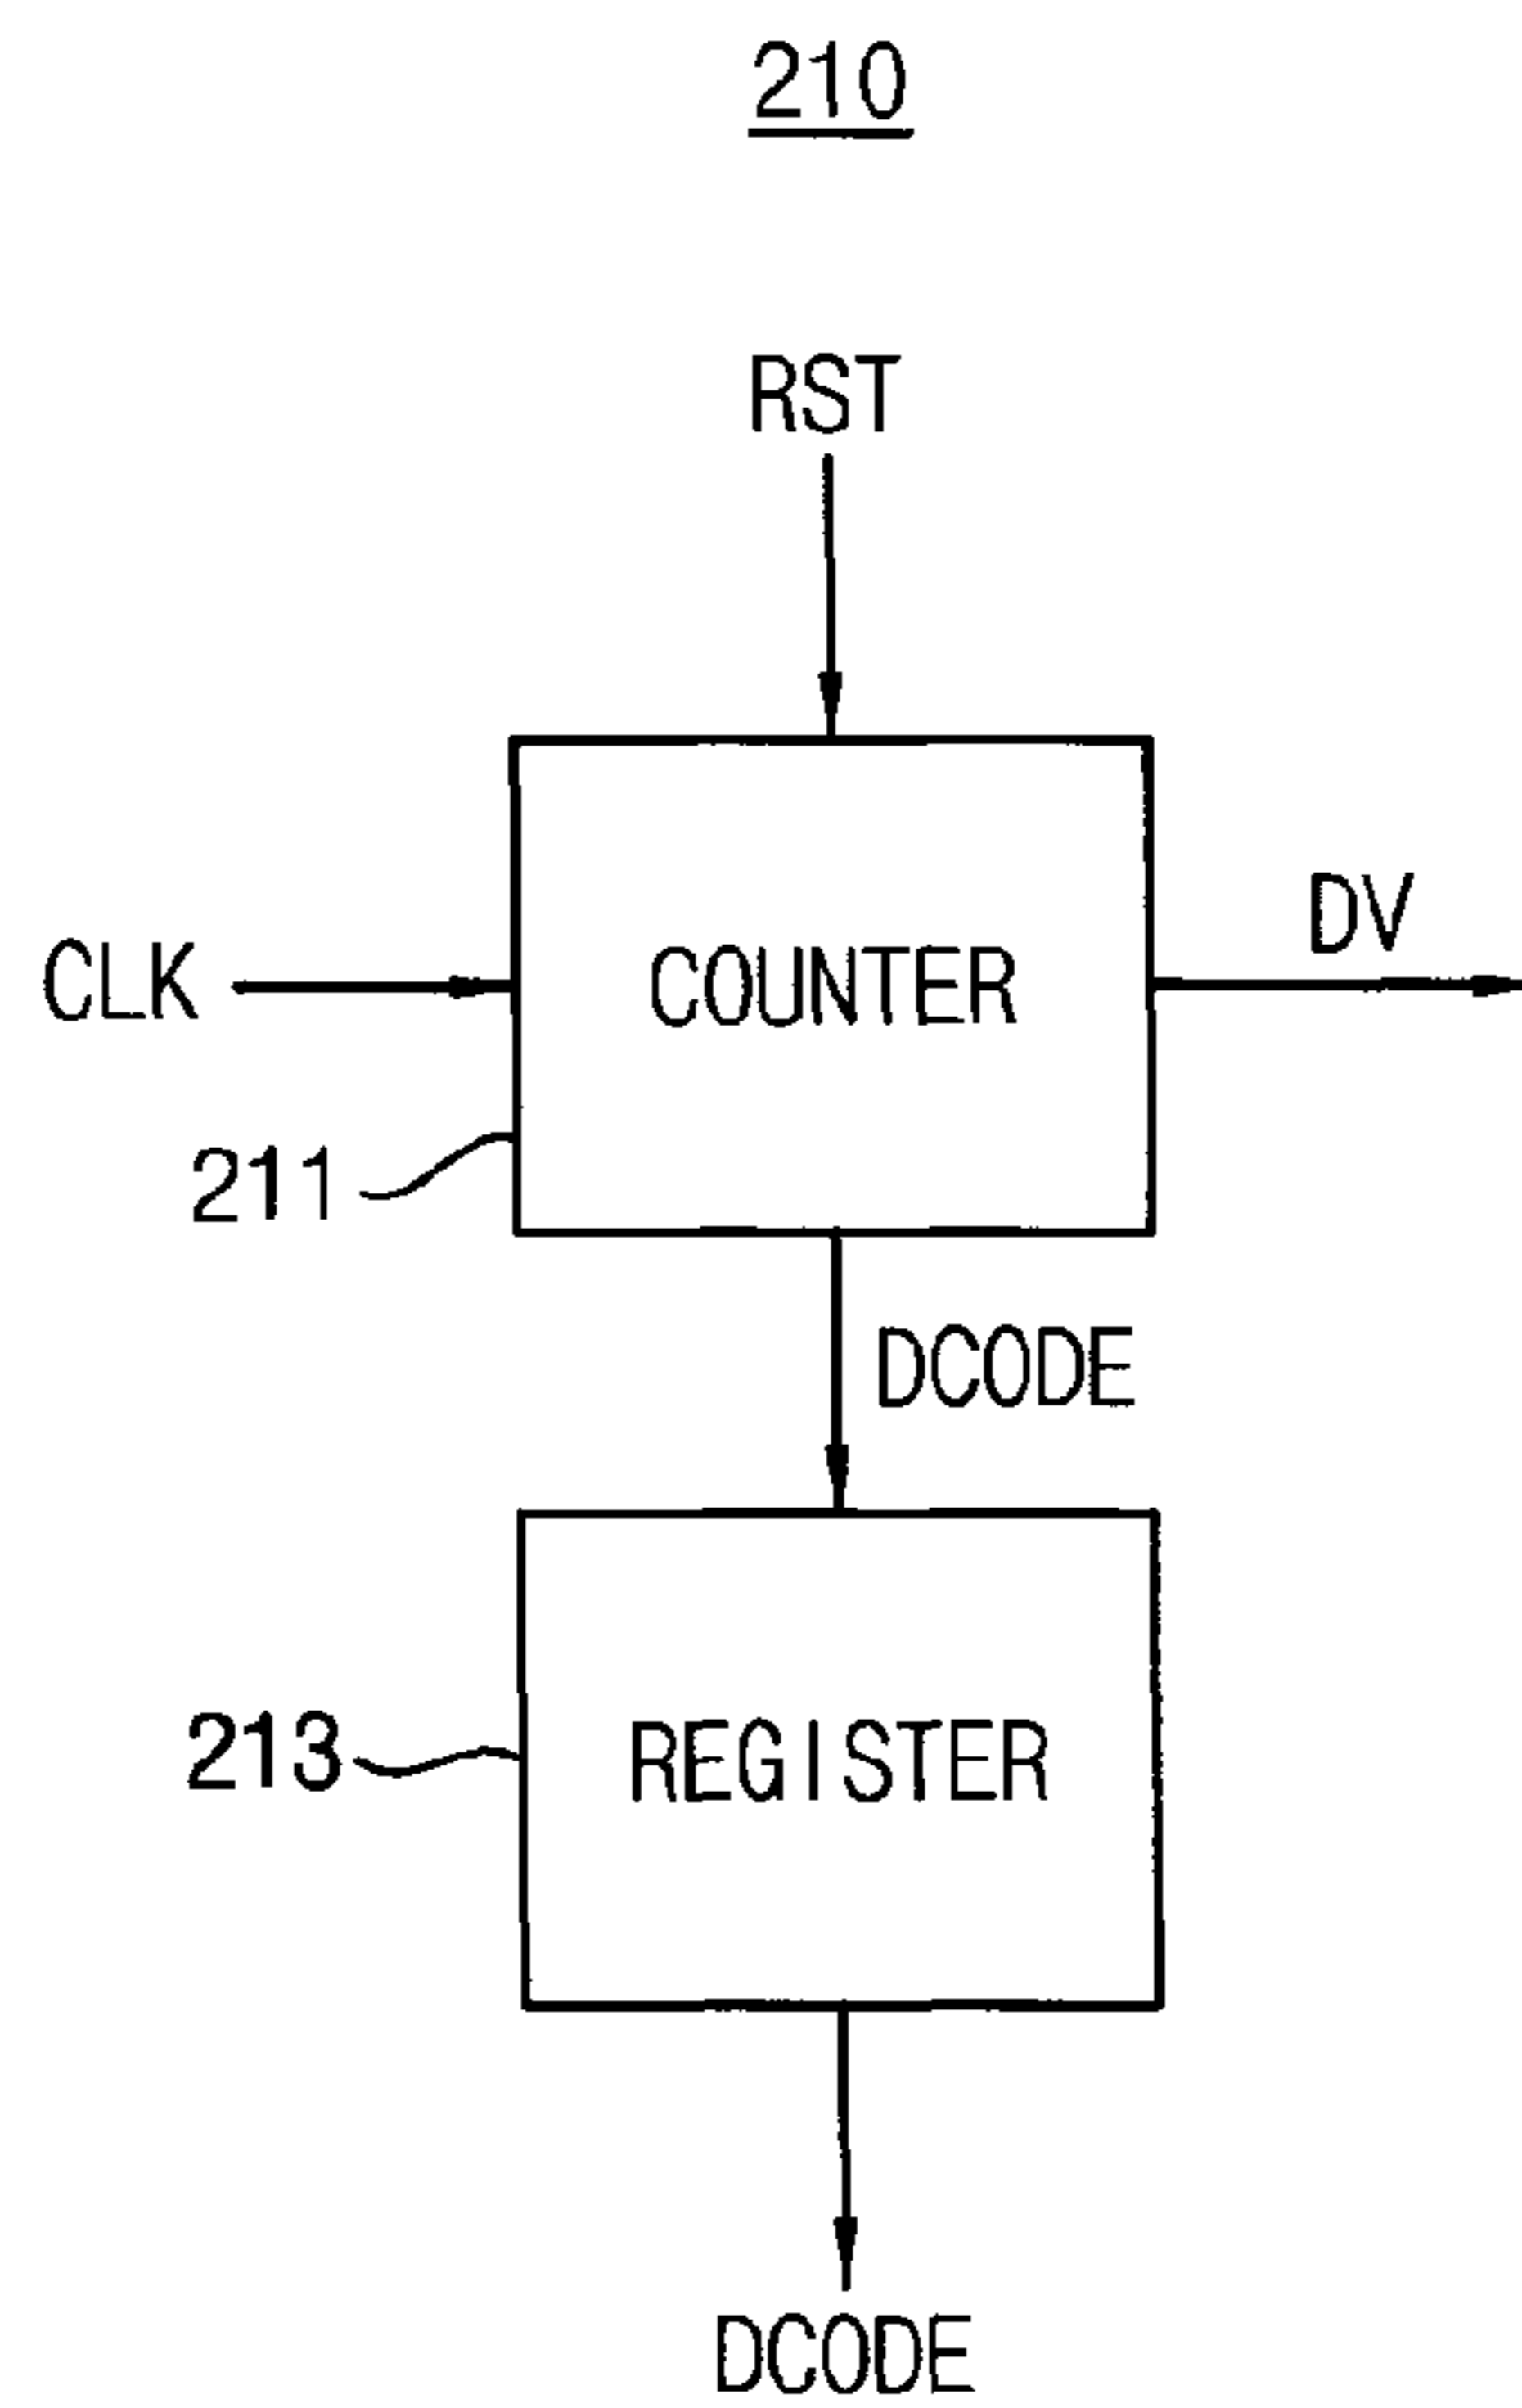 210
RST
DV
CLK
COUNTER
211
DCODE
213
REGISTER
DCODE